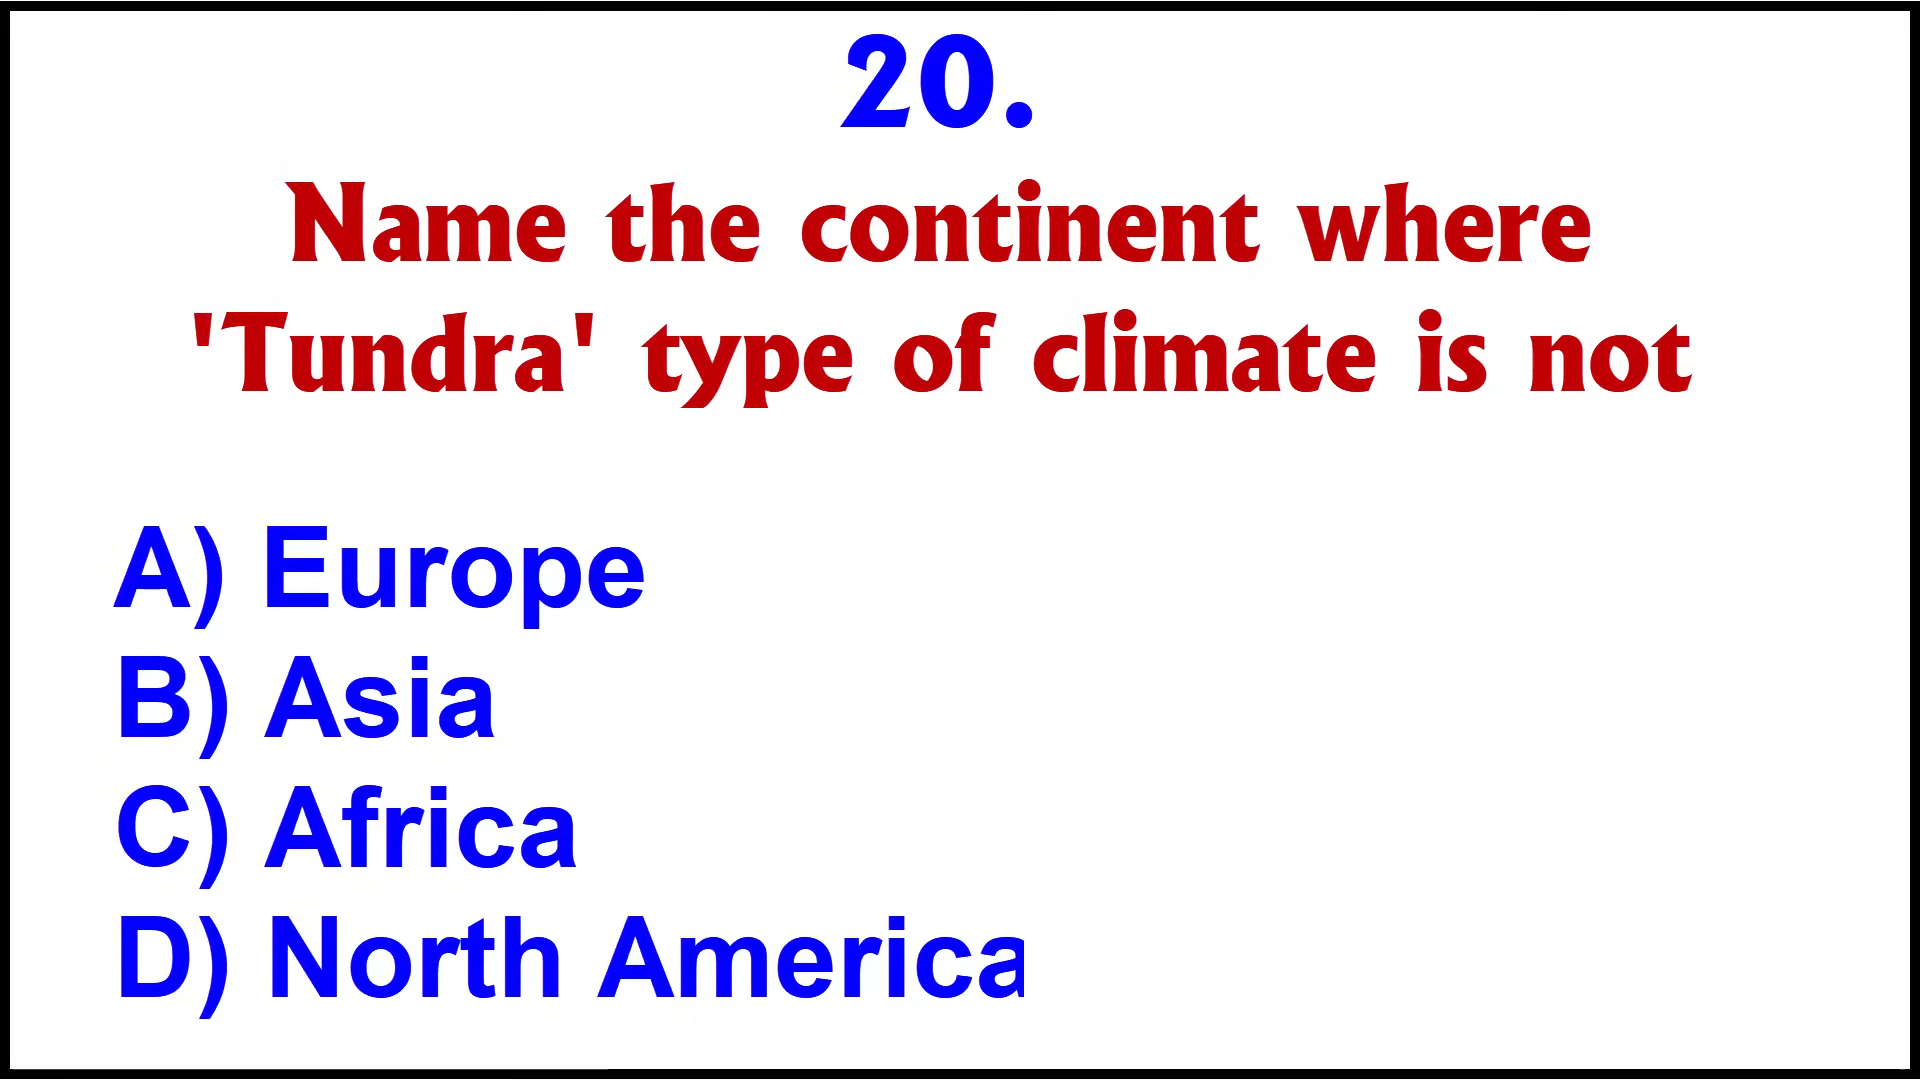 20.
Name the continent where
'Tundra' type of climate is not
A) Europe
B) Asia
C) Africa
D) North America